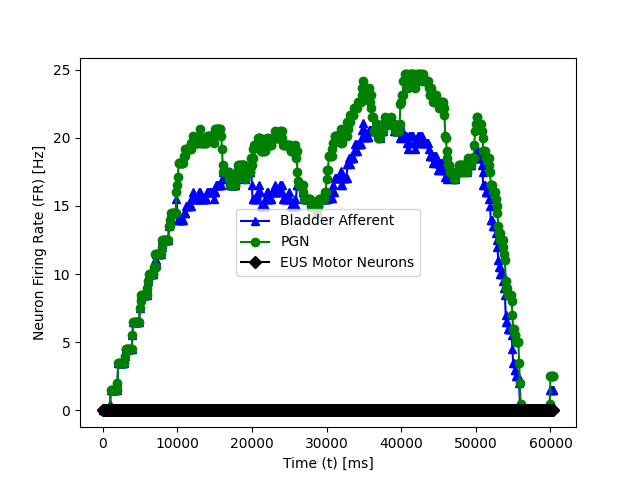 25
20
15
10
5
0
Neuron Firing Rate (FR) [Hz]
Bladder Afferent
PGN
EUS Motor Neurons
0 10000 20000 30000 40000 50000 60000
Time (t) [ms]